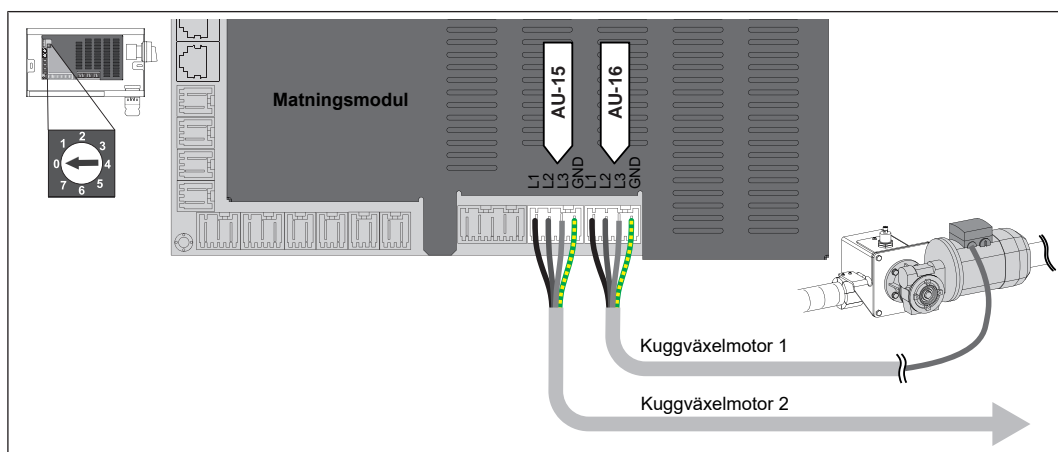 Matningsmodul
AU-15
AU-16
L1
L2
L3
GND
L1
L2
L3
GND
0
1
2
3
4
5
6
7
Kuggväxelmotor 1
Kuggväxelmotor 2